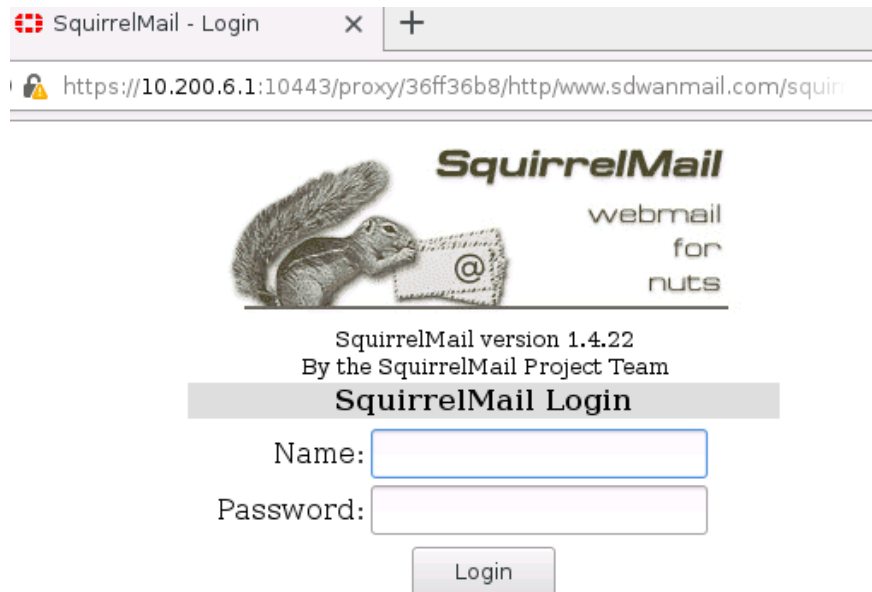 SquirrelMail - Login
https://10.200.6.1:10443/proxy/36ff36b8/http/www.sdwanmail.com/squir
SquirrelMail
webmail
for
nuts
@
SquirrelMail version 1.4.22
By the SquirrelMail Project Team
SquirrelMail Login
Name:
Password:
Login